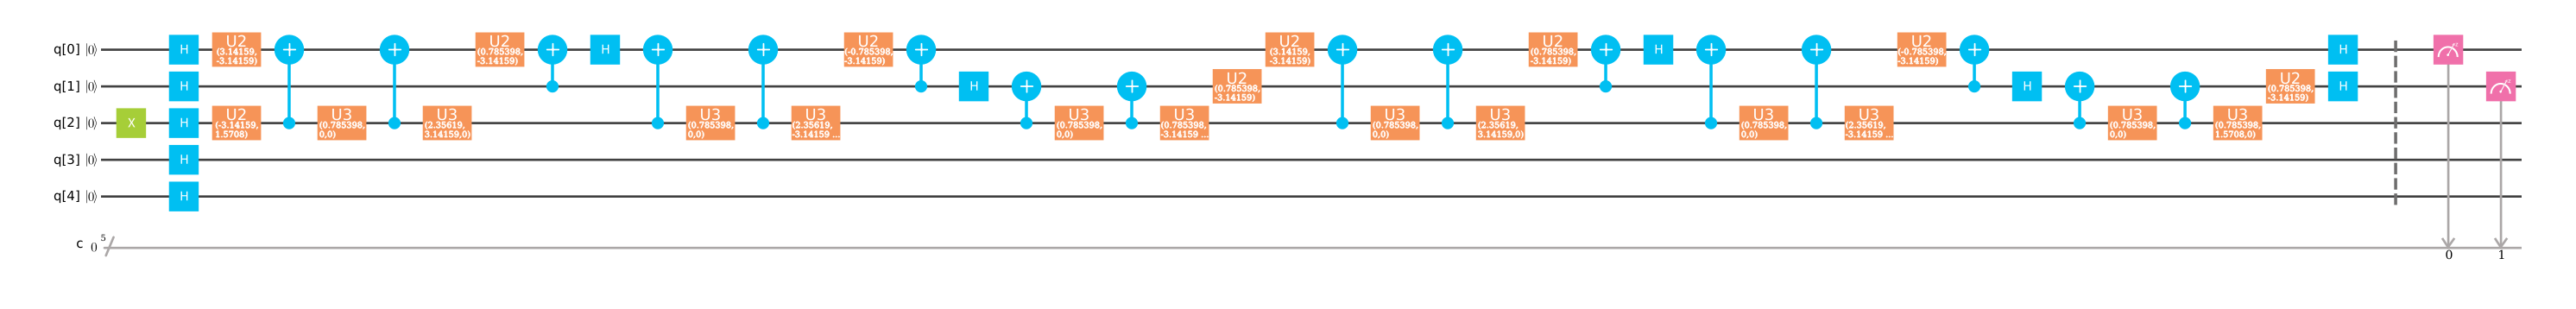 q[0] |0⟩ H U2 (3.14159, -3.14159) U2 (0.785398, -3.14159) H U2 (-0.785398, -3.14159) U2 (3.14159, -3.14159) U2 (0.785398, -3.14159) H U2 (-0.785398, -3.14159) H
q[1] |0⟩ H H U2 (0.785398, -3.14159) H U2 (0.785398, -3.14159) H
q[2] |0⟩ X H U2 (-3.14159, 1.5708) U3 (0.785398, 0,0) U3 (2.35619, 3.14159,0) U3 (0.785398, 0,0) U3 (2.35619, -3.14159 ... U3 (0.785398, 0,0) U3 (0.785398, -3.14159 ... U3 (0.785398, 0,0) U3 (2.35619, 3.14159,0) U3 (0.785398, 0,0) U3 (2.35619, -3.14159 ... U3 (0.785398, 0,0) U3 (0.785398, 1.5708,0)
q[3] |0⟩ H
q[4] |0⟩ H
c 0 5
0 1